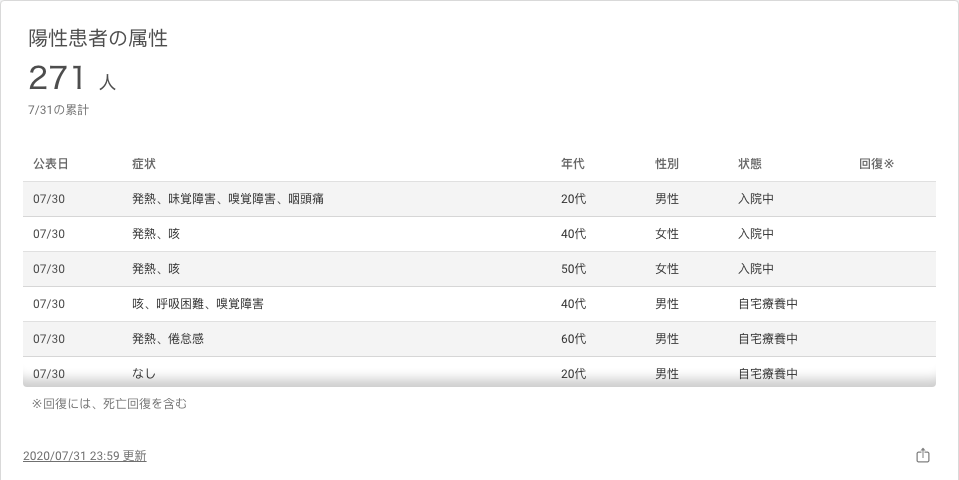 陽性患者の属性
271 人
7/31の累計
公表日 症状 年代 性別 状態 回復※
07/30 発熱、味覚障害、嗅覚障害、咽頭痛 20代 男性 入院中
07/30 発熱、咳 40代 女性 入院中
07/30 発熱、咳 50代 女性 入院中
07/30 咳、呼吸困難、嗅覚障害 40代 男性 自宅療養中
07/30 発熱、倦怠感 60代 男性 自宅療養中
07/30 なし 20代 男性 自宅療養中
※回復には、死亡回復を含む
2020/07/31 23:59 更新